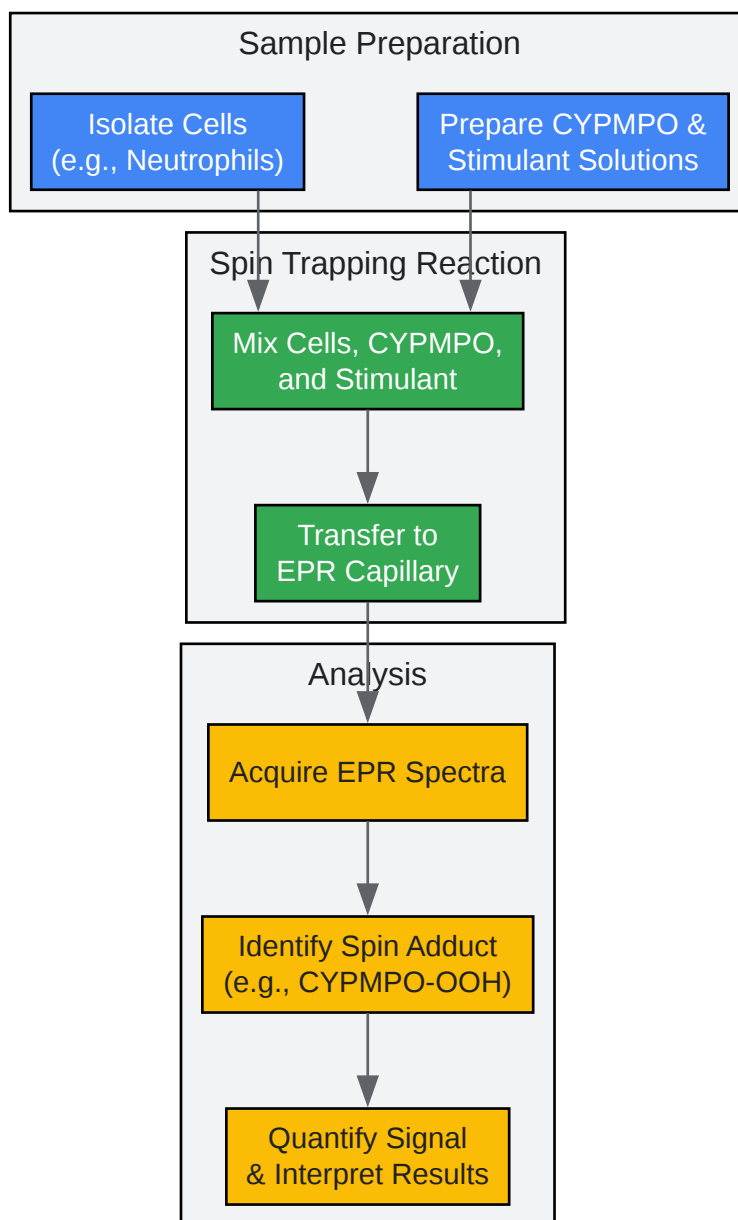 Sample Preparation
Isolate Cells
(e.g., Neutrophils)
Prepare CYPMPO &
Stimulant Solutions
Spin Trapping Reaction
Mix Cells, CYPMPO,
and Stimulant
Transfer to
EPR Capillary
Analysis
Acquire EPR Spectra
Identify Spin Adduct
(e.g., CYPMPO-OOH)
Quantify Signal
& Interpret Results